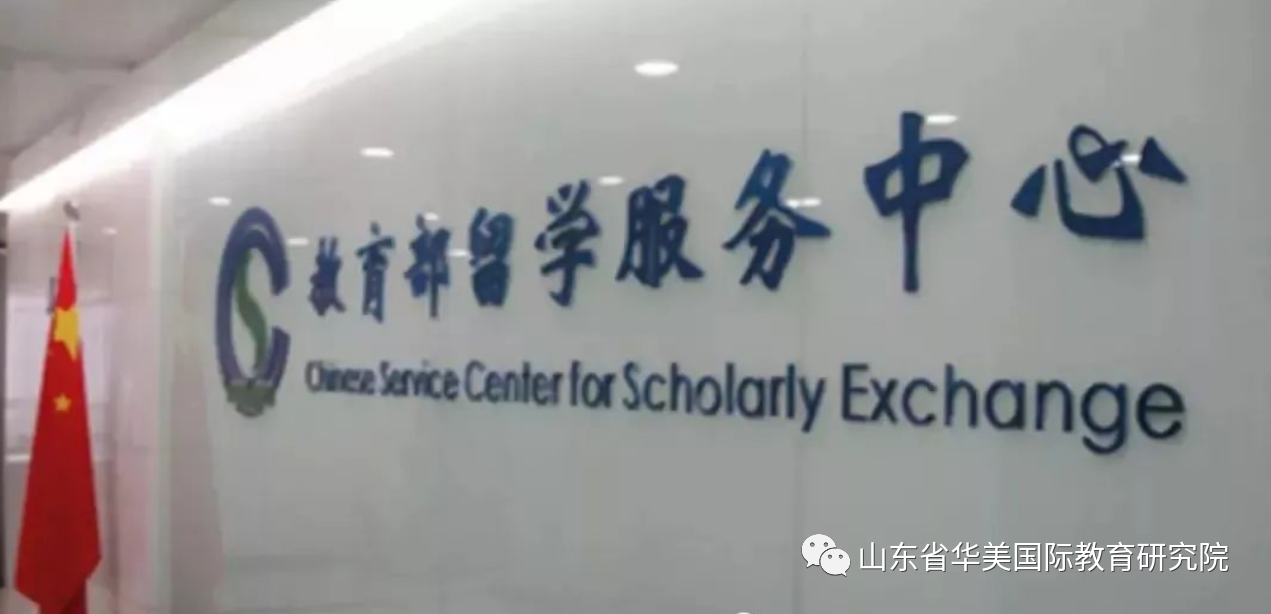 教育部留学服务中心
Chinese Service Center for Scholarly Exchange
山东省华美国际教育研究院